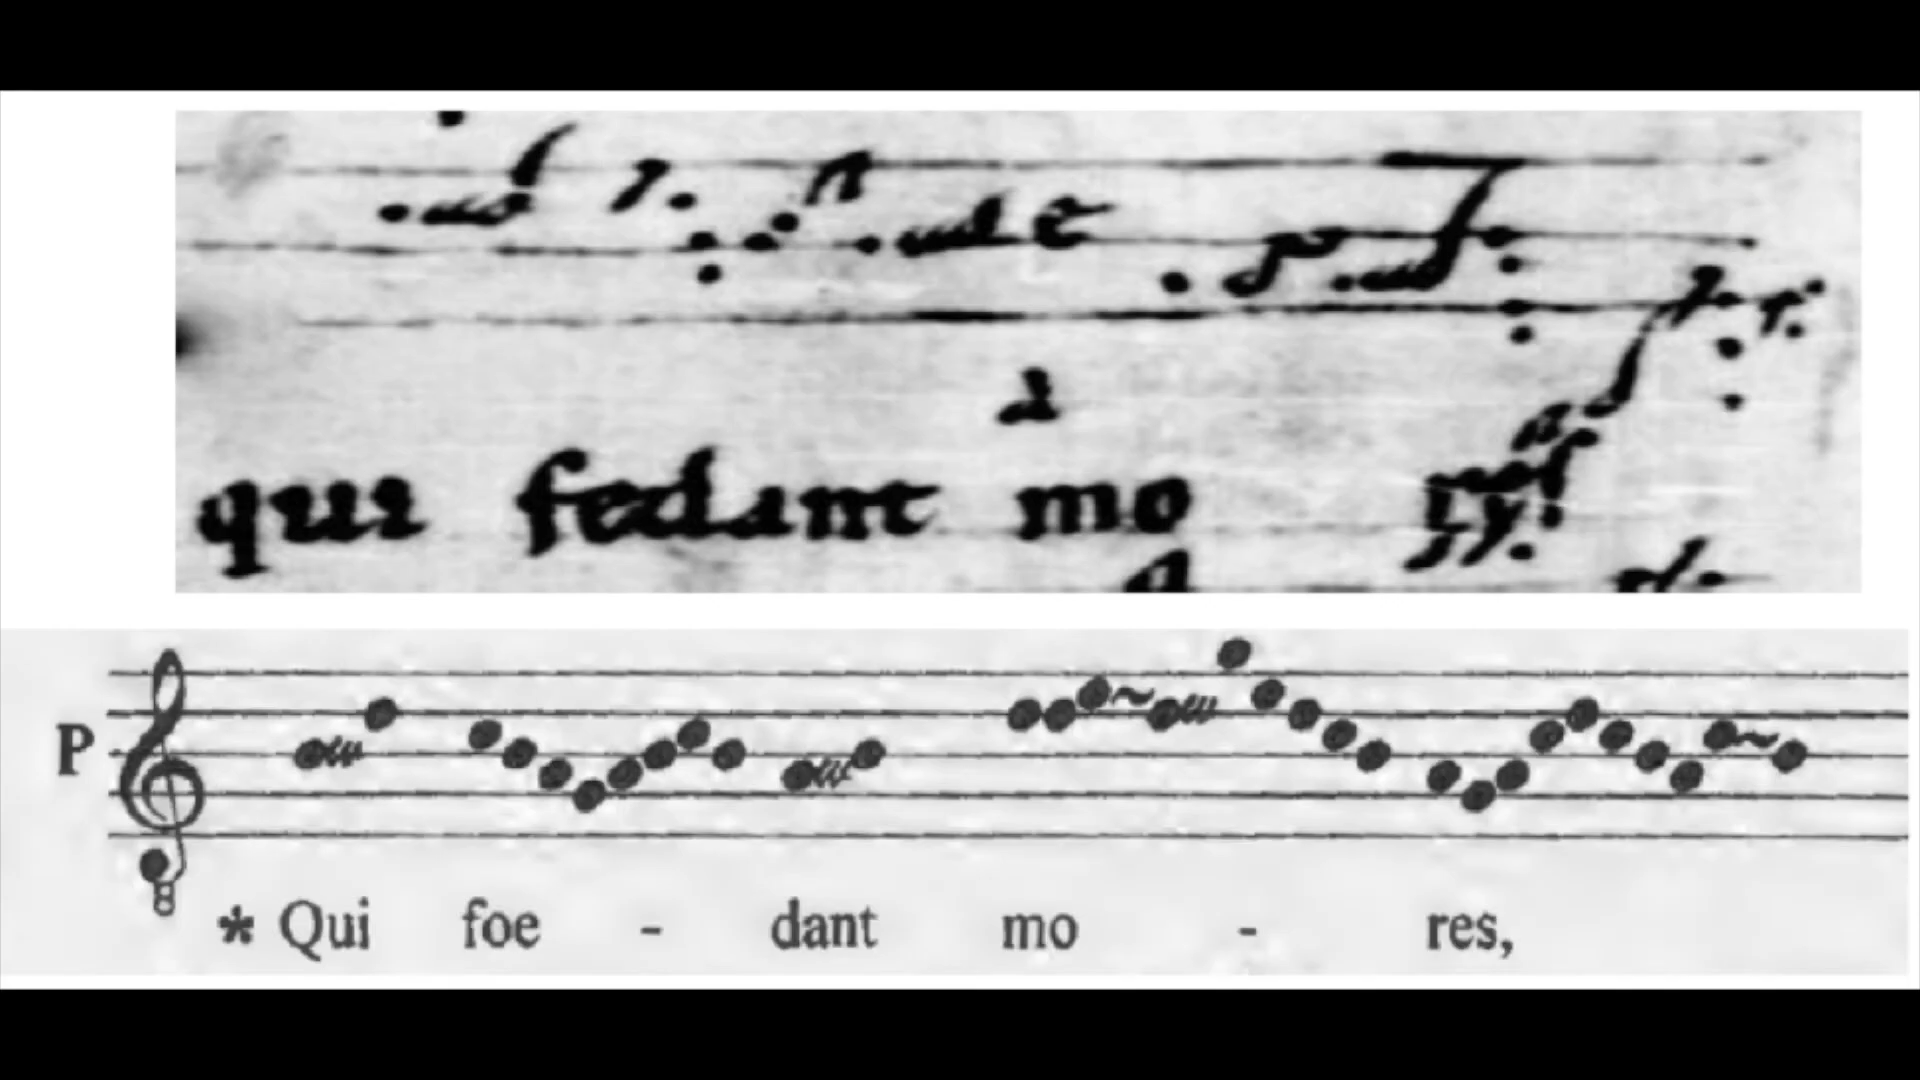 qui fedant mo
P
* Qui foe - dant mo - res,